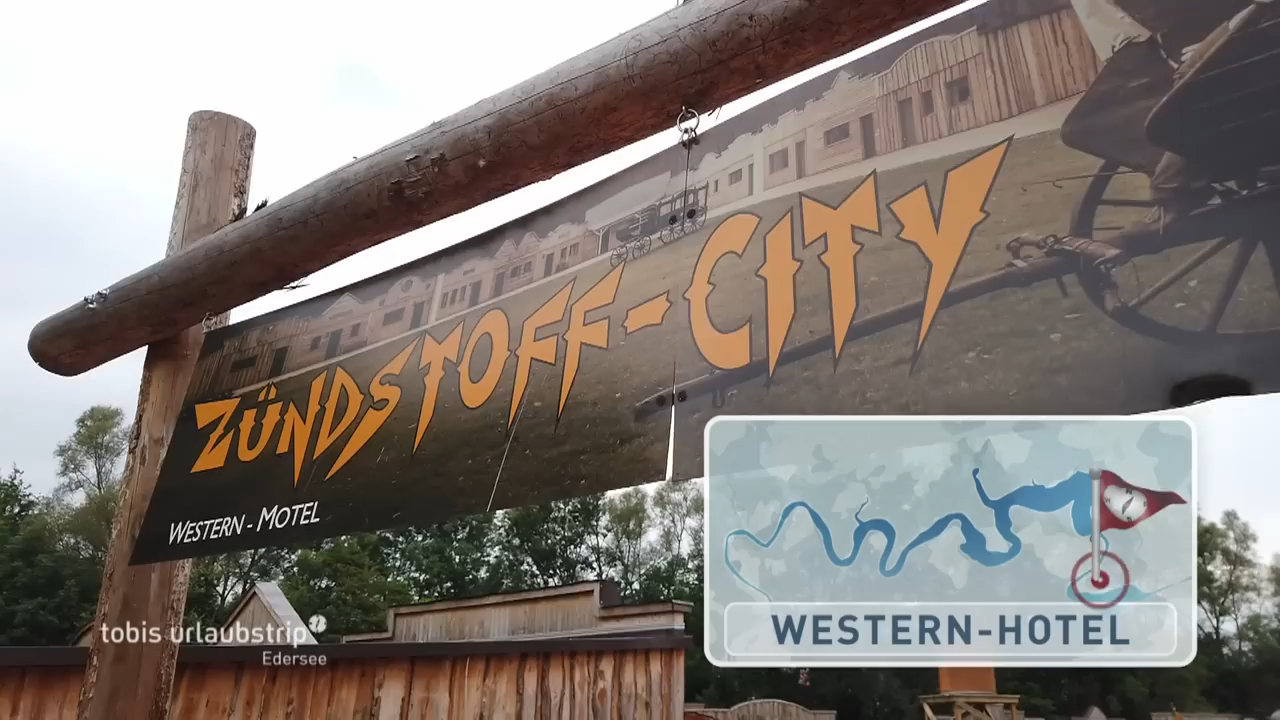 ZÜNDSTOFF-CITY
WESTERN-MOTEL
tobis urlaubstrip
Edersee
WESTERN-HOTEL